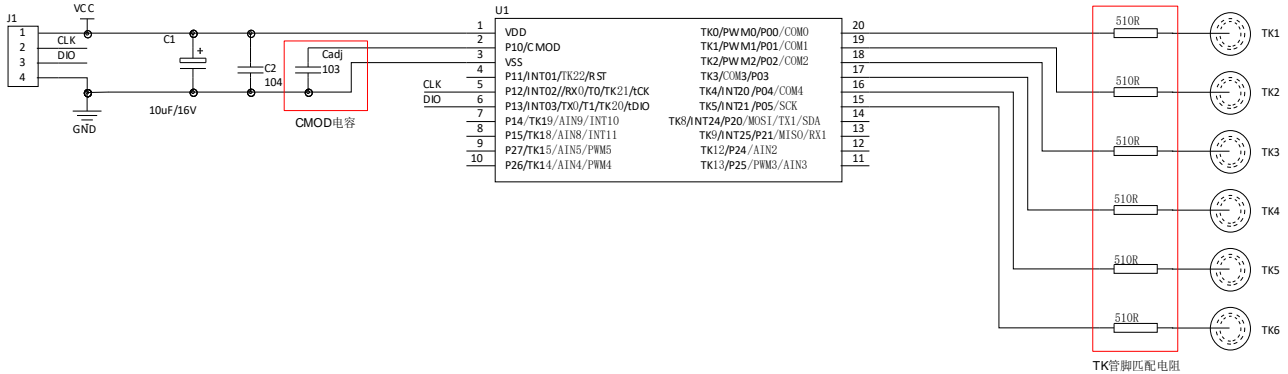 J1
VCC
1
2
3
4
CLK
DIO
GND
C1
+
10uF/16V
C2
104
Cadj
103
CMOD电容
CLK
DIO
U1
1
2
3
4
5
6
7
8
9
10
VDD
P10/CMOD
VSS
P11/INT01/TK22/RST
P12/INT02//RX0/T0/TK21/tCK
P13/INT03/TX0/T1/TK20/tDIO
P14/TK19/AIN9/INT10
P15/TK18/AIN8/INT11
P27/TK15/AIN5/PWM5
P26/TK14/AIN4/PWM4
TK0/PWM0/P00/COM0
TK1/PWM1/P01/COM1
TK2/PWM2/P02/COM2
TK3/COM3/P03
TK4/INT20/P04/COM4
TK5/INT21/P05/SCK
TK8/INT24/P20/MOSI/TX1/SDA
TK9/INT25/P21/MISO/RX1
TK12/P24/AIN2
TK13/P25/PWM3/AIN3
20
19
18
17
16
15
14
13
12
11
510R
TK1
510R
TK2
510R
TK3
510R
TK4
510R
TK5
510R
TK6
TK管脚匹配电阻